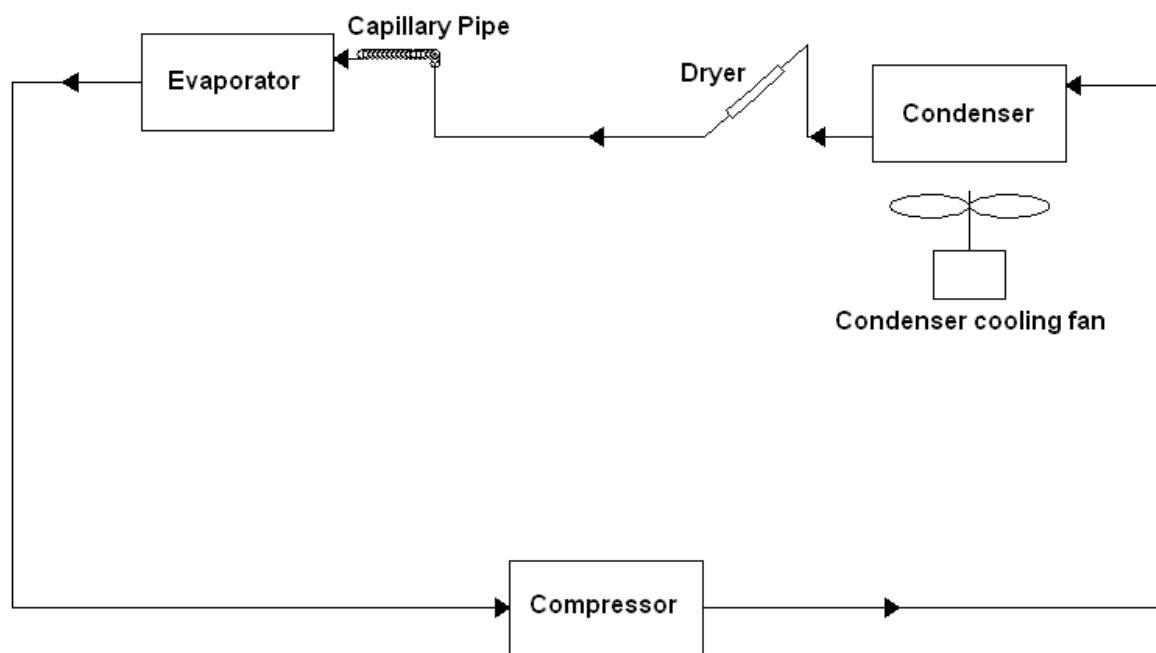 Capillary Pipe
Evaporator
Dryer
Condenser
Condenser cooling fan
Compressor